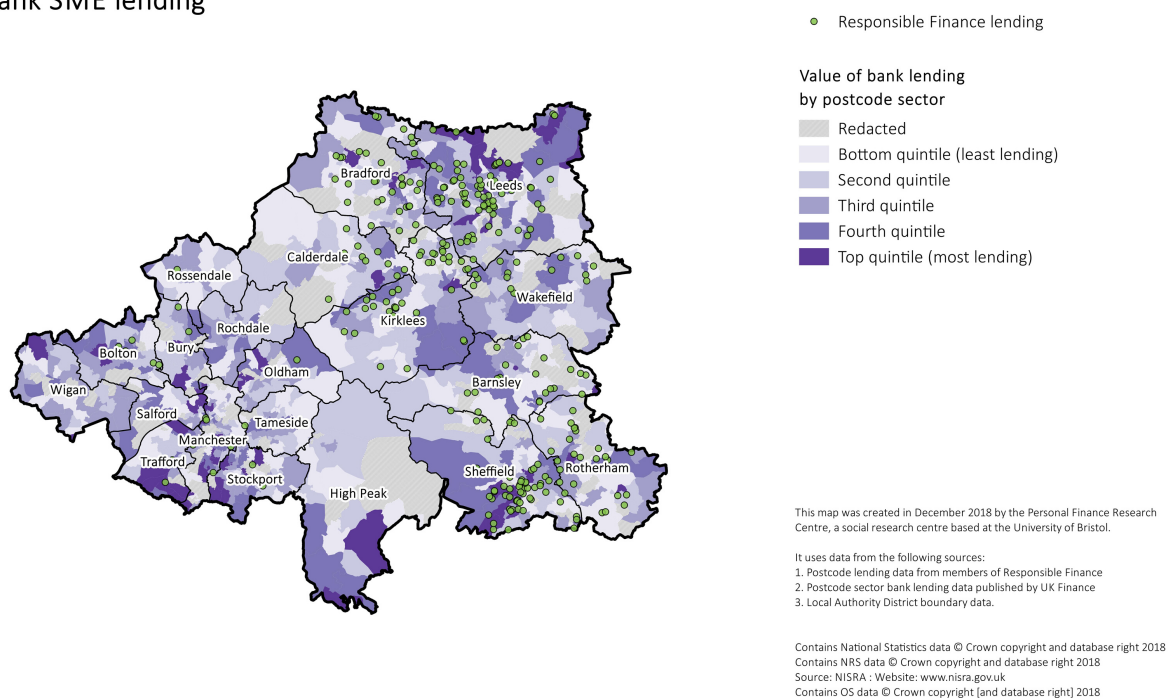 ank SME lending
Responsible Finance lending
Value of bank lending
by postcode sector
Redacted
Bottom quintile (least lending)
Second quintile
Third quintile
Fourth quintile
Top quintile (most lending)
Bradford
Leeds
Calderdale
Rossendale
Wakefield
Kirklees
Rochdale
Bury
Bolton
Oldham
Barnsley
Wigan
Salford
Tameside
Manchester
Trafford
Stockport
Sheffield
Rotherham
High Peak
This map was created in December 2018 by the Personal Finance Research
Centre, a social research centre based at the University of Bristol.
It uses data from the following sources:
1. Postcode lending data from members of Responsible Finance
2. Postcode sector bank lending data published by UK Finance
3. Local Authority District boundary data.
Contains National Statistics data © Crown copyright and database right 2018
Contains NRS data © Crown copyright and database right 2018
Source: NISRA : Website: www.nisra.gov.uk
Contains OS data © Crown copyright [and database right] 2018